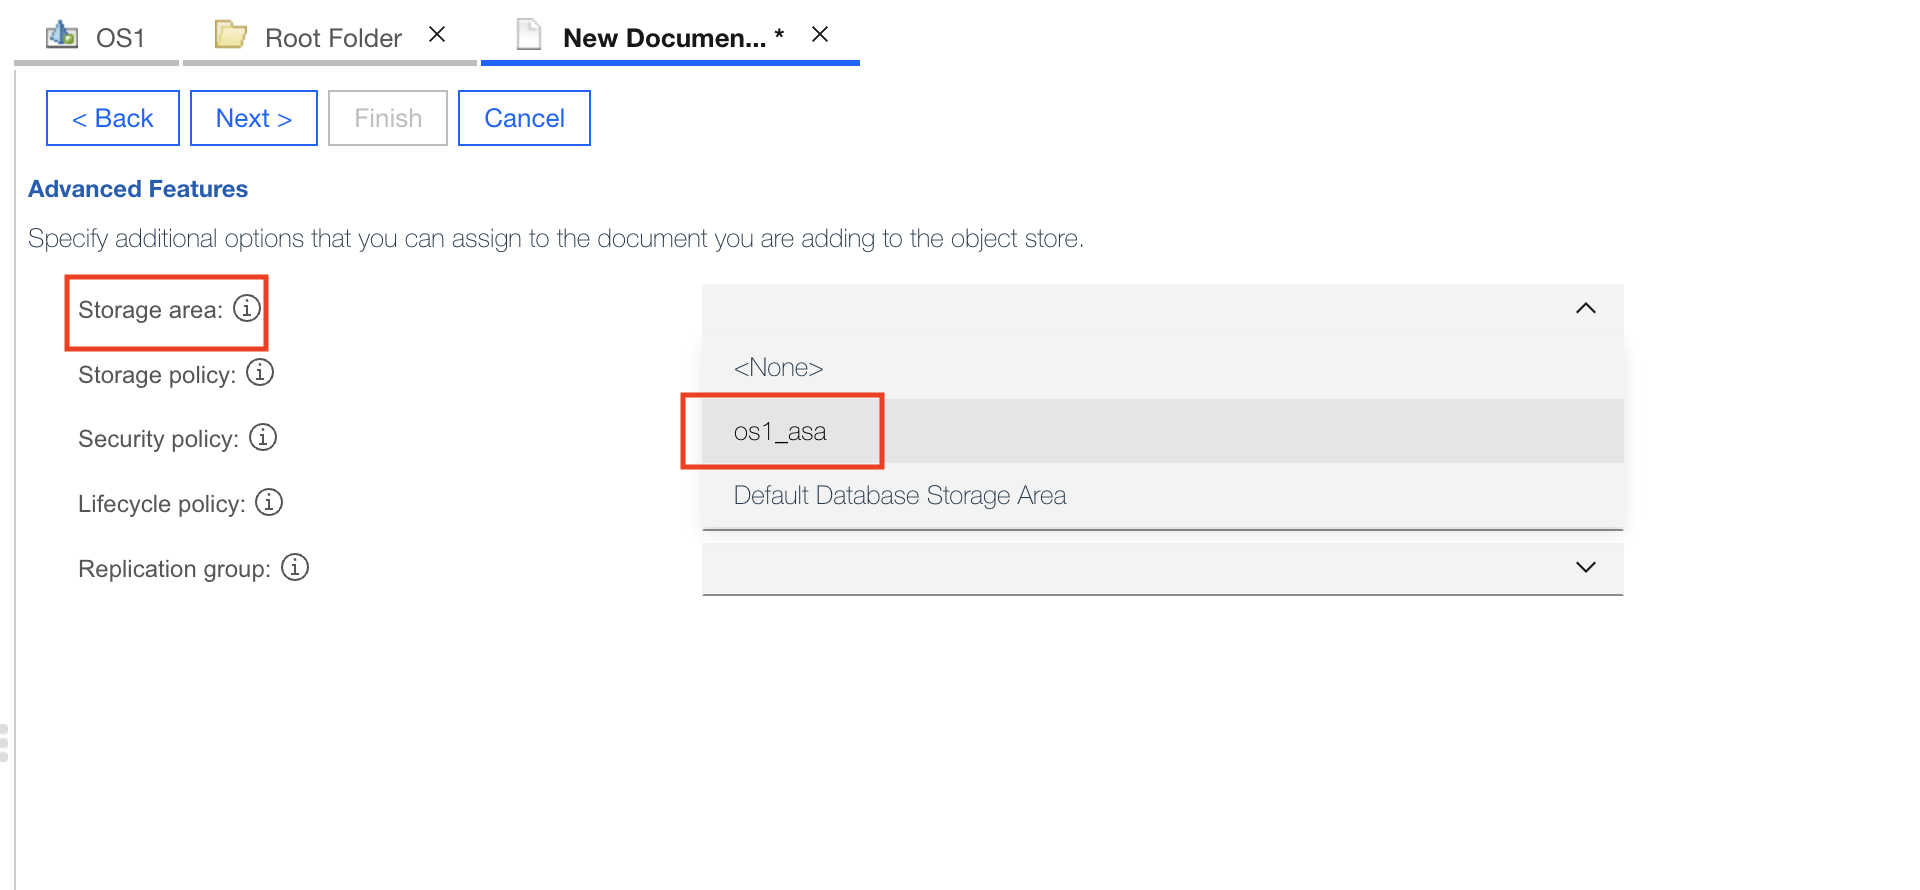 OS1 Root Folder New Documen... *
< Back Next > Finish Cancel
Advanced Features
Specify additional options that you can assign to the document you are adding to the object store.
Storage area:
<None>
Storage policy:
os1_asa
Security policy:
Default Database Storage Area
Lifecycle policy:
Replication group: